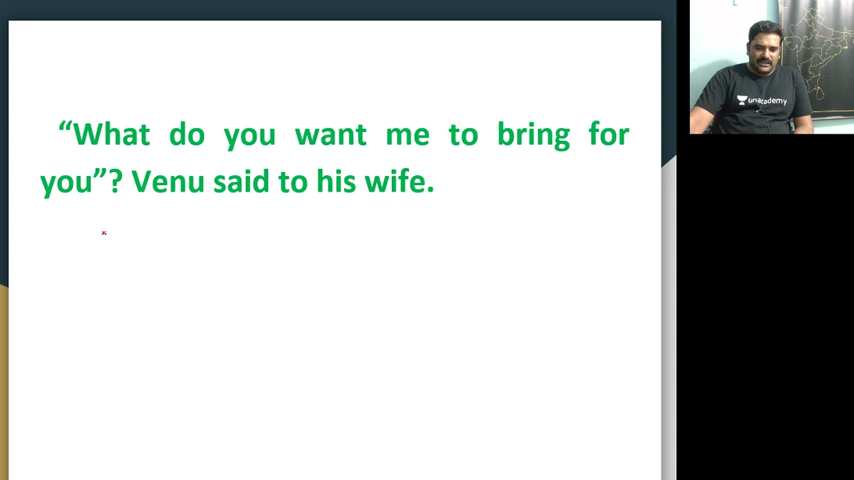 “What do you want me to bring for
you”? Venu said to his wife.
unacademy